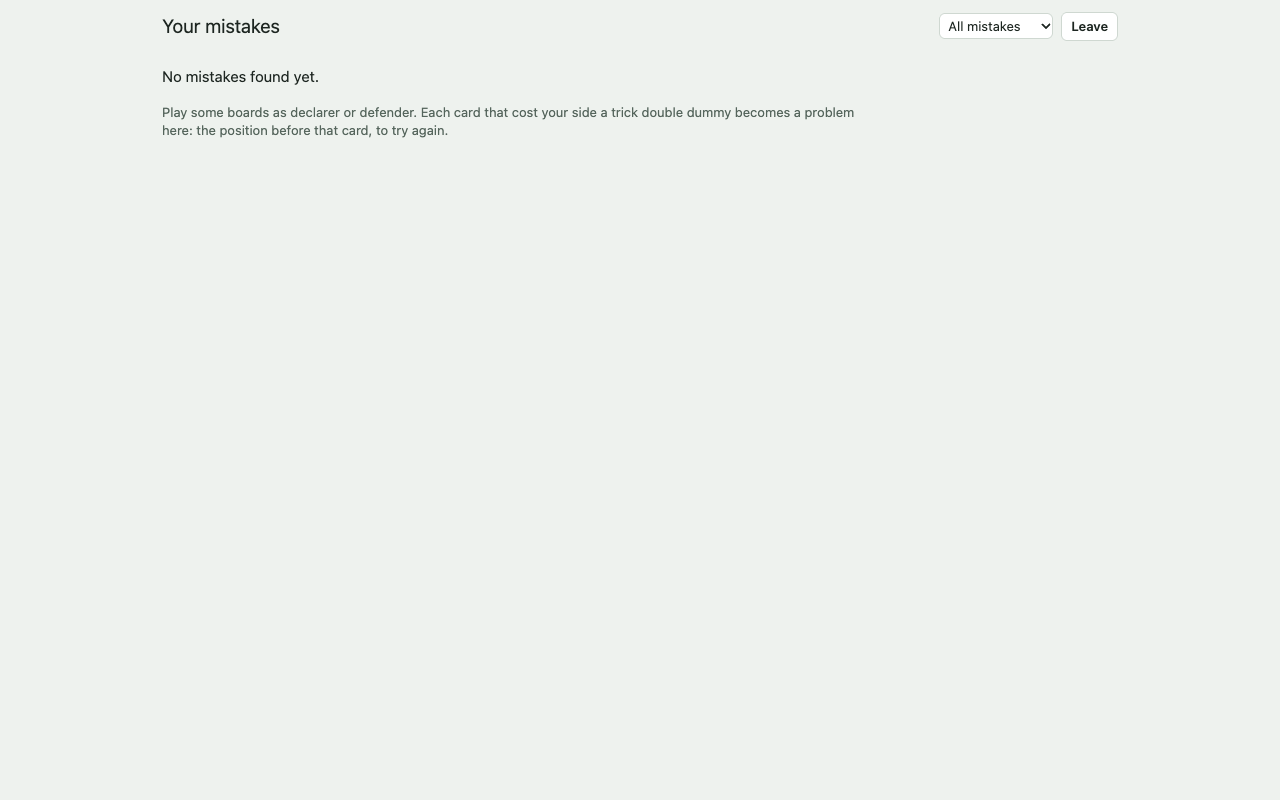 Your mistakes
All mistakes
Leave
No mistakes found yet.
Play some boards as declarer or defender. Each card that cost your side a trick double dummy becomes a problem
here: the position before that card, to try again.